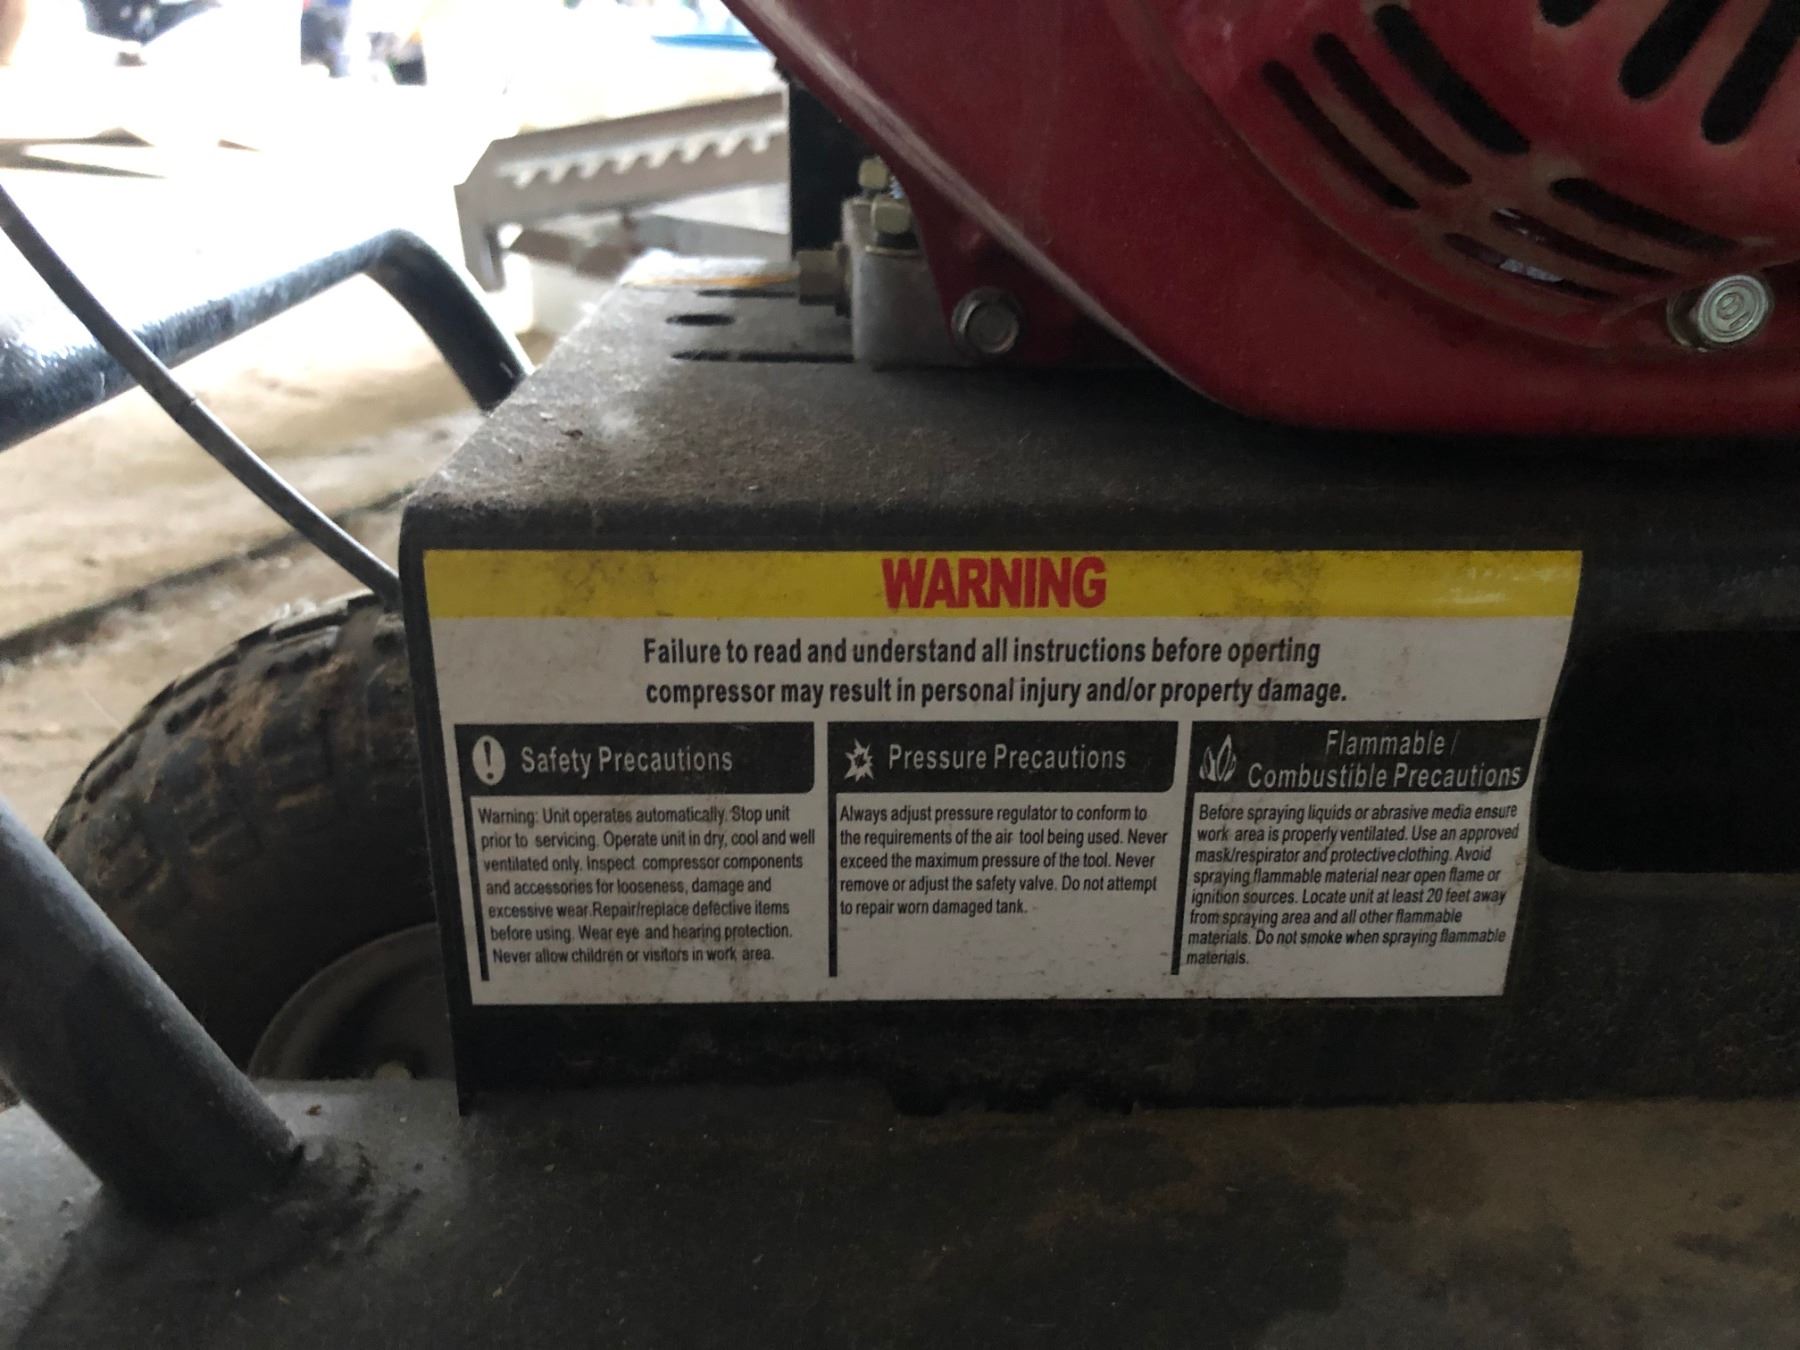 WARNING
Failure to read and understand all instructions before operting
compressor may result in personal injury and/or property damage.
Safety Precautions
Warning: Unit operates automatically. Stop unit
prior to servicing. Operate unit in dry, cool and well
ventilated only. Inspect compressor components
and accessories for looseness, damage and
excessive wear.Repair/replace defective items
before using. Wear eye and hearing protection.
Never allow children or visitors in work area.
Pressure Precautions
Always adjust pressure regulator to conform to
the requirements of the air tool being used. Never
exceed the maximum pressure of the tool. Never
remove or adjust the safety valve. Do not attempt
to repair worn damaged tank.
Flammable /
Combustible Precautions
Before spraying liquids or abrasive media ensure
work area is properly ventilated. Use an approved
mask/respirator and protective clothing. Avoid
spraying flammable material near open flame or
ignition sources. Locate unit at least 20 feet away
from spraying area and all other flammable
materials. Do not smoke when spraying flammable
materials.